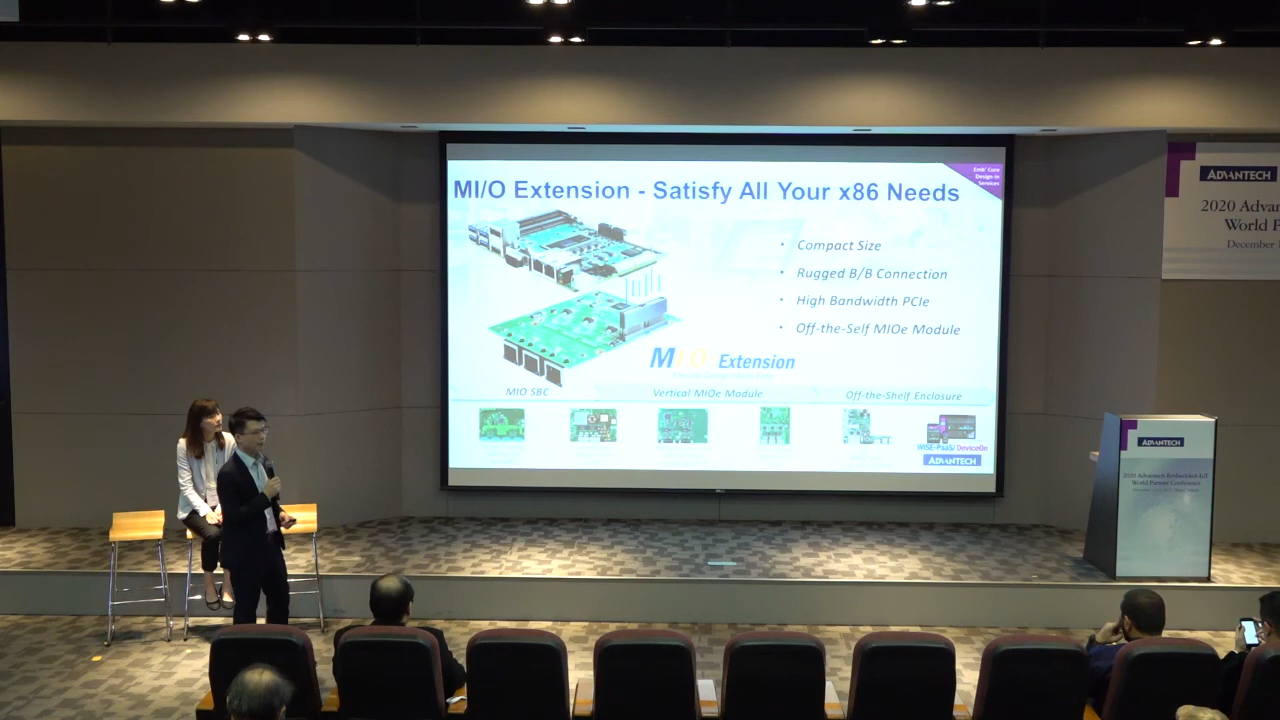 Emb' Core
Design-in
Services
MI/O Extension - Satisfy All Your x86 Needs
• Compact Size
• Rugged B/B Connection
• High Bandwidth PCIe
• Off-the-Self MIOe Module
MI/O Extension
MIO SBC
Vertical MIOe Module
Off-the-Shelf Enclosure
WISE-PaaS/ DeviceOn
ADVANTECH
ADVANTECH
2020 Advan
World P
December 1
ADVANTECH
2020 Advantech Embedded-IoT
World Partner Conference